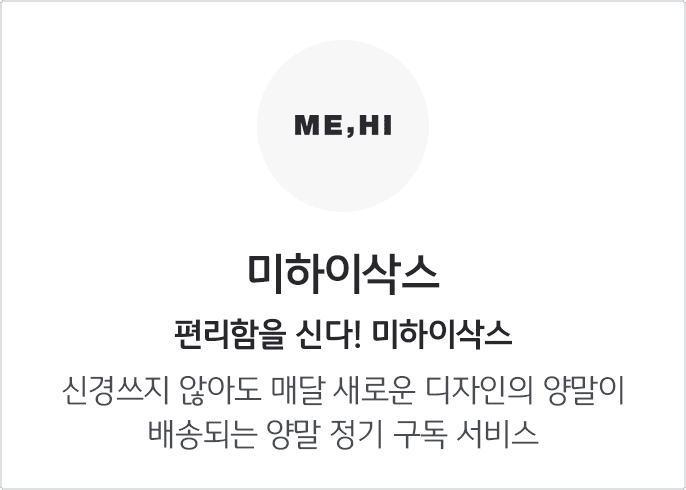 ME,HI
미하이삭스
편리함을 신다! 미하이삭스
신경쓰지 않아도 매달 새로운 디자인의 양말이
배송되는 양말 정기 구독 서비스